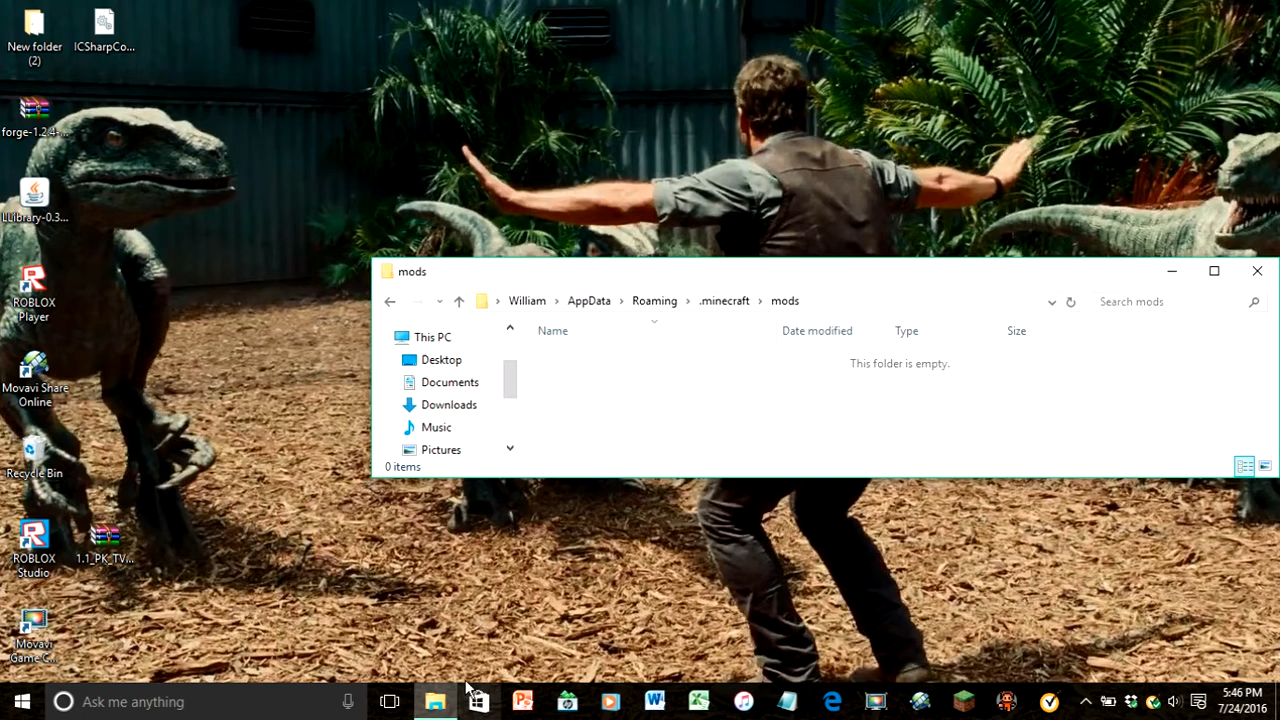 New folder
(2)
ICSharpCo...
forge-1.2.4-...
LLibrary-0.3...
ROBLOX
Player
Movavi Share
Online
Recycle Bin
ROBLOX
Studio
1.1_PK_TV...
Movavi
Game C...
mods
William
AppData
Roaming
.minecraft
mods
Search mods
This PC
Desktop
Documents
Downloads
Music
Pictures
Name
Date modified
Type
Size
This folder is empty.
0 items
Ask me anything
5:46 PM
7/24/2016